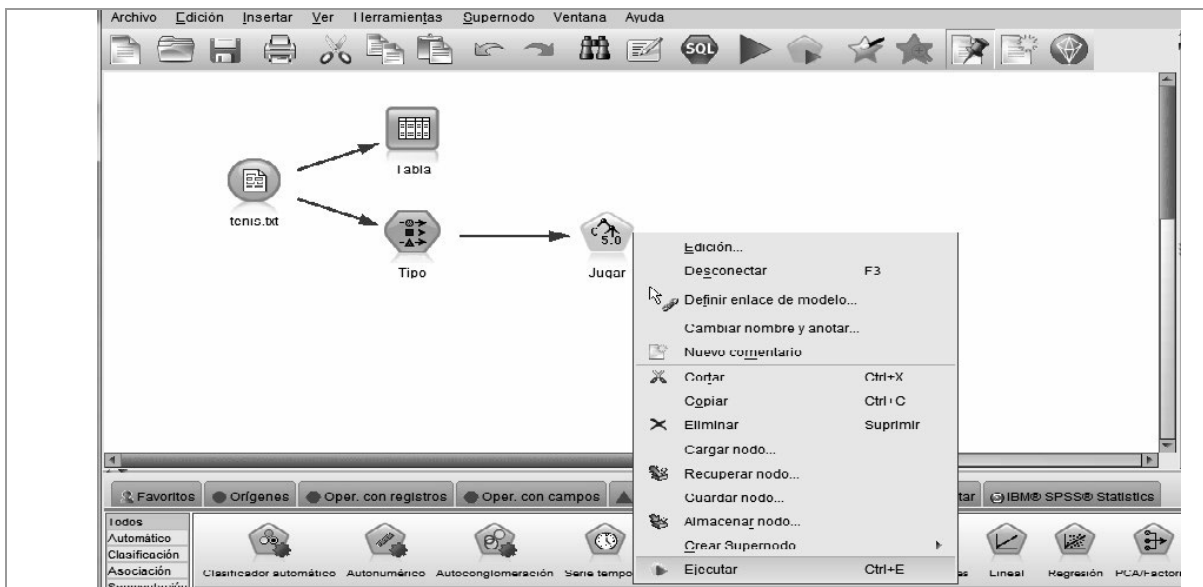 Archivo Edición Insertar Ver Herramientas Supernodo Ventana Ayuda
SQL
Tabla
tenis.txt
Tipo
C 5.0
Jugar
Edición...
Desconectar F3
Definir enlace de modelo...
Cambiar nombre y anotar...
Nuevo comentario
Cortar Ctrl+X
Copiar Ctrl+C
Eliminar Suprimir
Cargar nodo...
Recuperar nodo...
Guardar nodo...
Almacenar nodo...
Crear Supernodo
Ejecutar Ctrl+E
Favoritos Orígenes Oper. con registros Oper. con campos tar IBM® SPSS® Statistics
Todos
Automático
Clasificación
Asociación
Clasificador automático Autonumérico Autoconglomeración Serie tempo es Lineal Regresión PCA/Factor